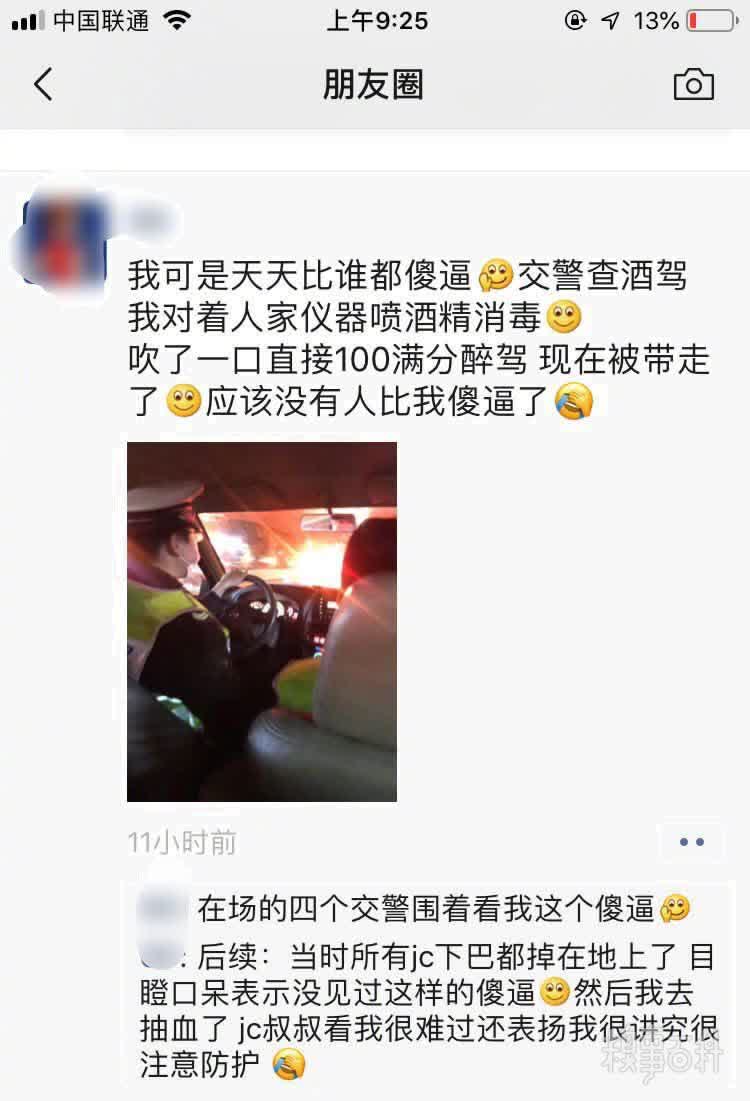 中国联通
上午9:25
13%
朋友圈
我可是天天比谁都傻逼🤗交警查酒驾
我对着人家仪器喷酒精消毒🙂
吹了一口直接100满分醉驾 现在被带走
了🙂应该没有人比我傻逼了🤣
11小时前
在场的四个交警围着看我这个傻逼🤗
: 后续：当时所有jc下巴都掉在地上了 目
瞪口呆表示没见过这样的傻逼🙂然后我去
抽血了 jc叔叔看我很难过还表扬我很讲究很
注意防护 🤣